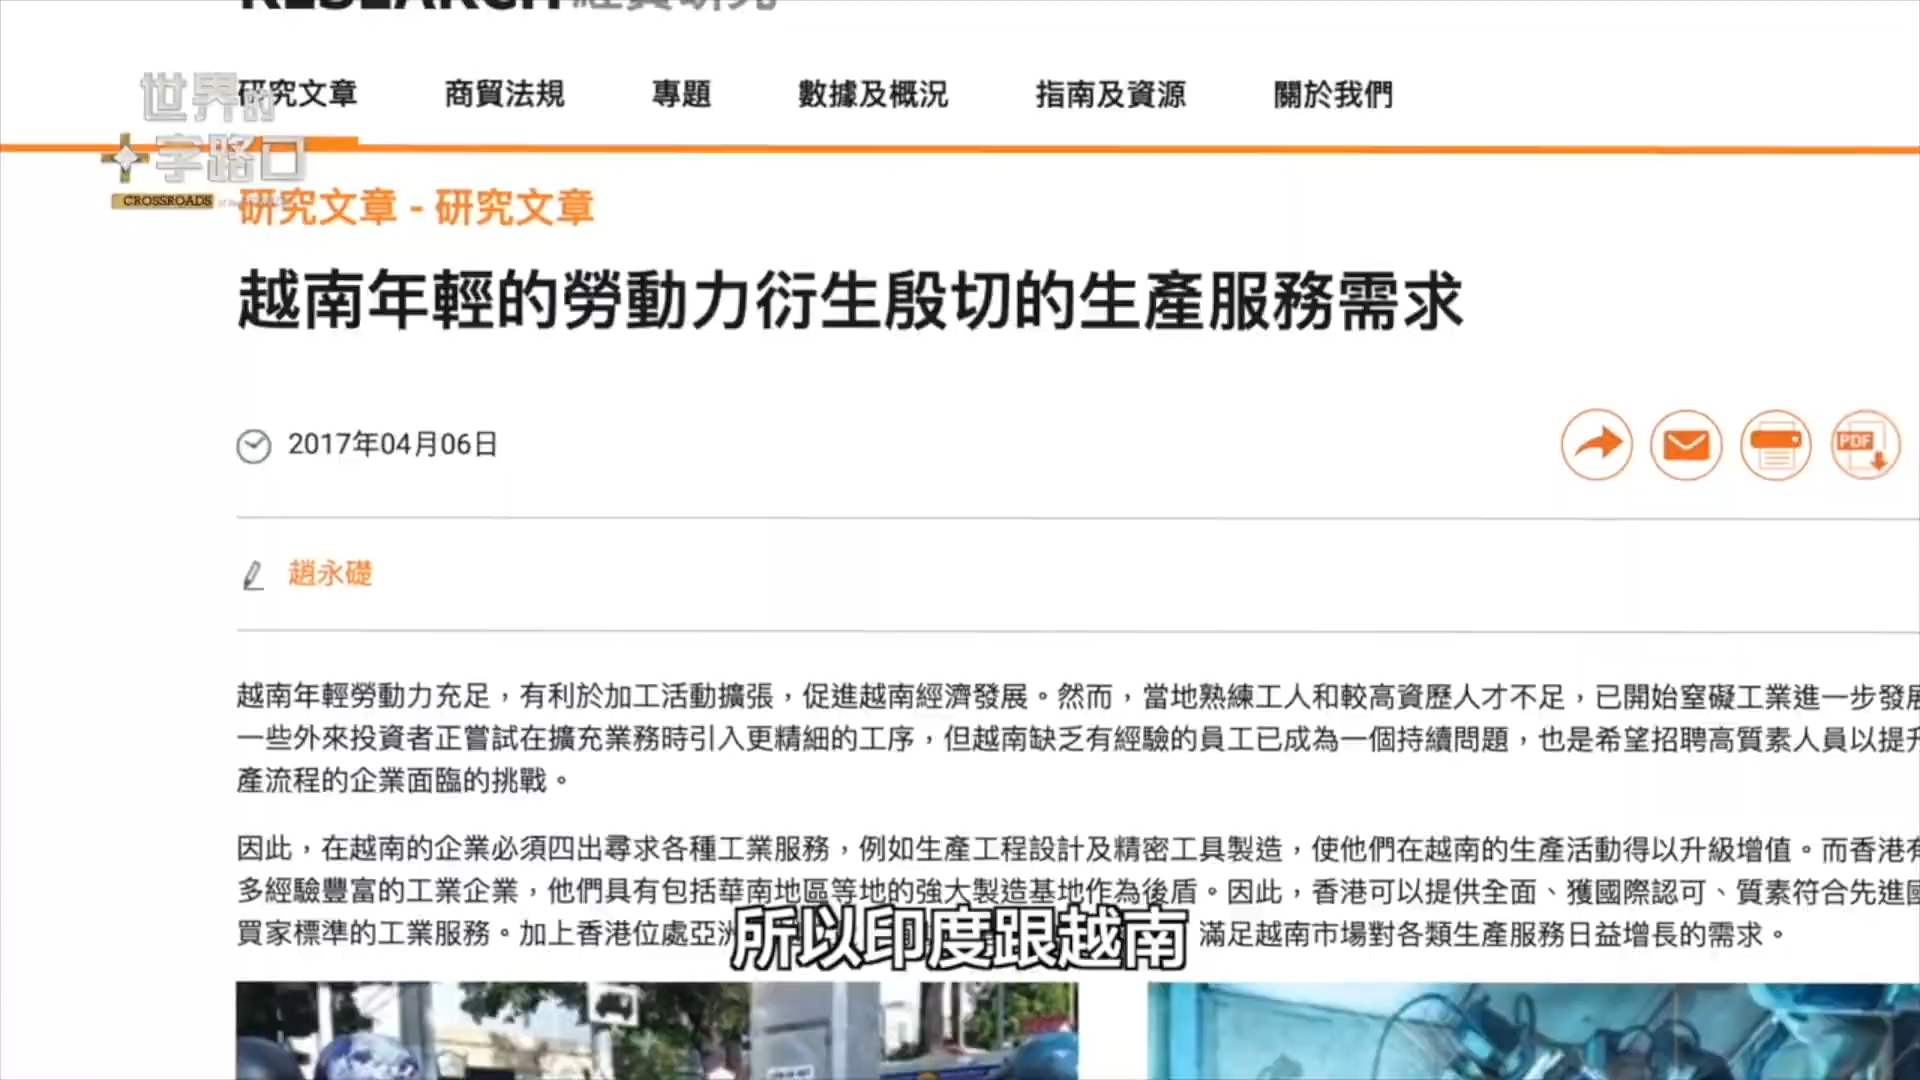 RESEARCH 經貿研究
世界的
十字路口
CROSSROADS
研究文章 商貿法規 專題 數據及概況 指南及資源 關於我們
研究文章 - 研究文章
越南年輕的勞動力衍生殷切的生產服務需求
2017年04月06日
PDF
趙永礎
越南年輕勞動力充足，有利於加工活動擴張，促進越南經濟發展。然而，當地熟練工人和較高資歷人才不足，已開始窒礙工業進一步發展
一些外來投資者正嘗試在擴充業務時引入更精細的工序，但越南缺乏有經驗的員工已成為一個持續問題，也是希望招聘高質素人員以提升
產流程的企業面臨的挑戰。
因此，在越南的企業必須四出尋求各種工業服務，例如生產工程設計及精密工具製造，使他們在越南的生產活動得以升級增值。而香港有
多經驗豐富的工業企業，他們具有包括華南地區等地的強大製造基地作為後盾。因此，香港可以提供全面、獲國際認可、質素符合先進國
買家標準的工業服務。加上香港位處亞洲 滿足越南市場對各類生產服務日益增長的需求。
所以印度跟越南